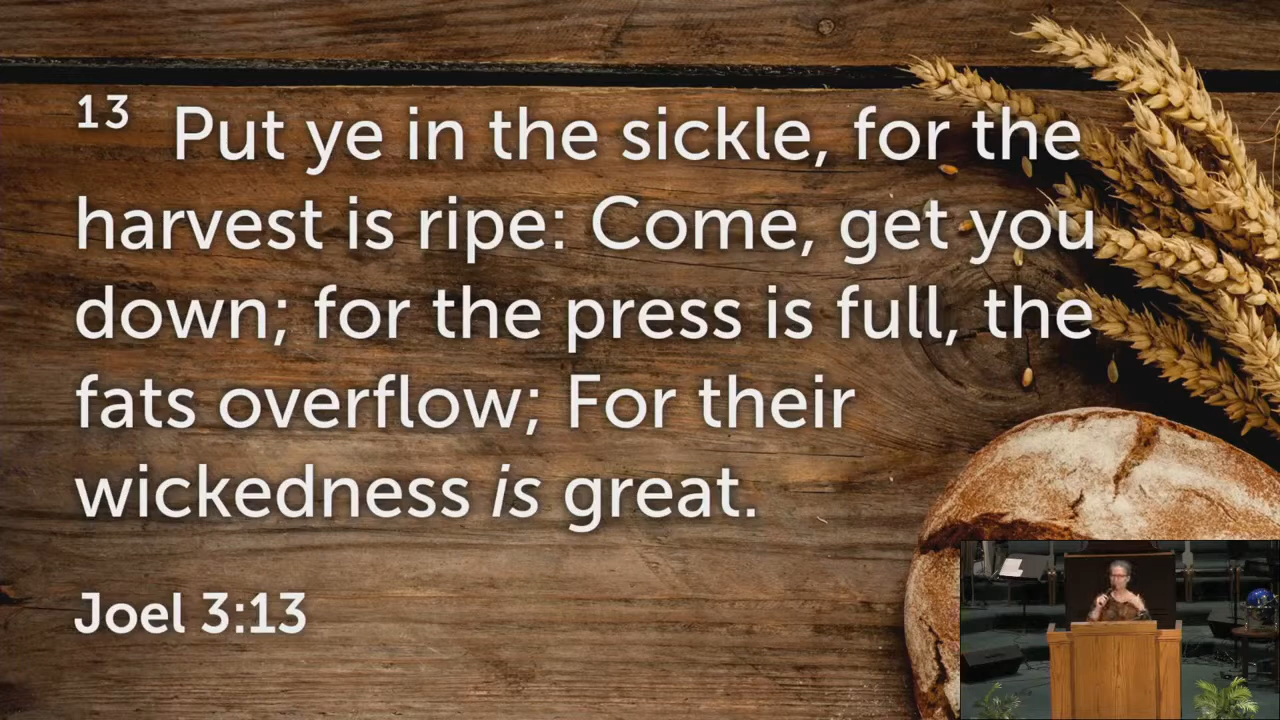 13 Put ye in the sickle, for the
harvest is ripe: Come, get you
down; for the press is full, the
fats overflow; For their
wickedness is great.
Joel 3:13